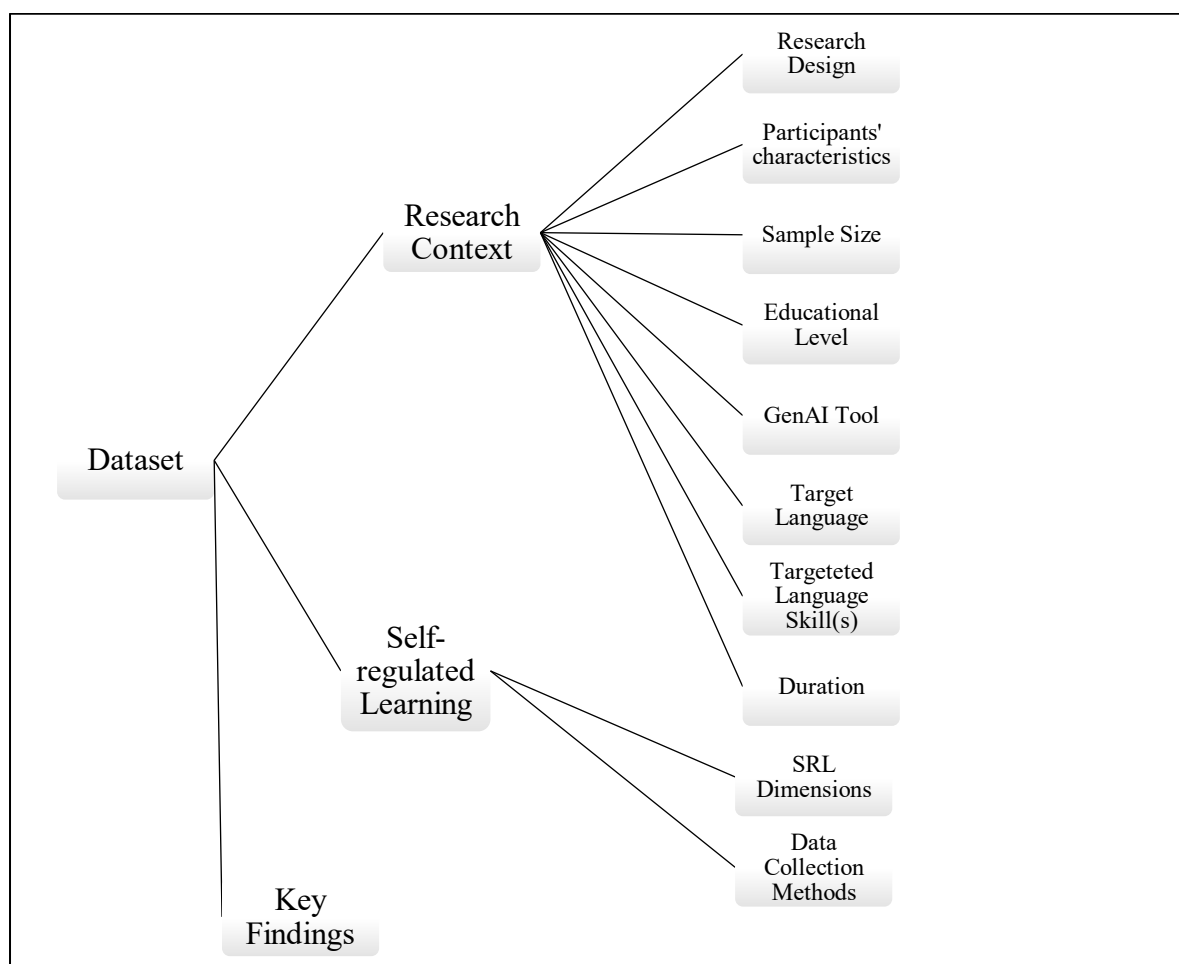 Research
Design
Participants'
characteristics
Research
Context
Sample Size
Educational
Level
GenAI Tool
Dataset
Target
Language
Targeteted
Language
Skill(s)
Self-
regulated
Learning
Duration
SRL
Dimensions
Data
Collection
Methods
Key
Findings